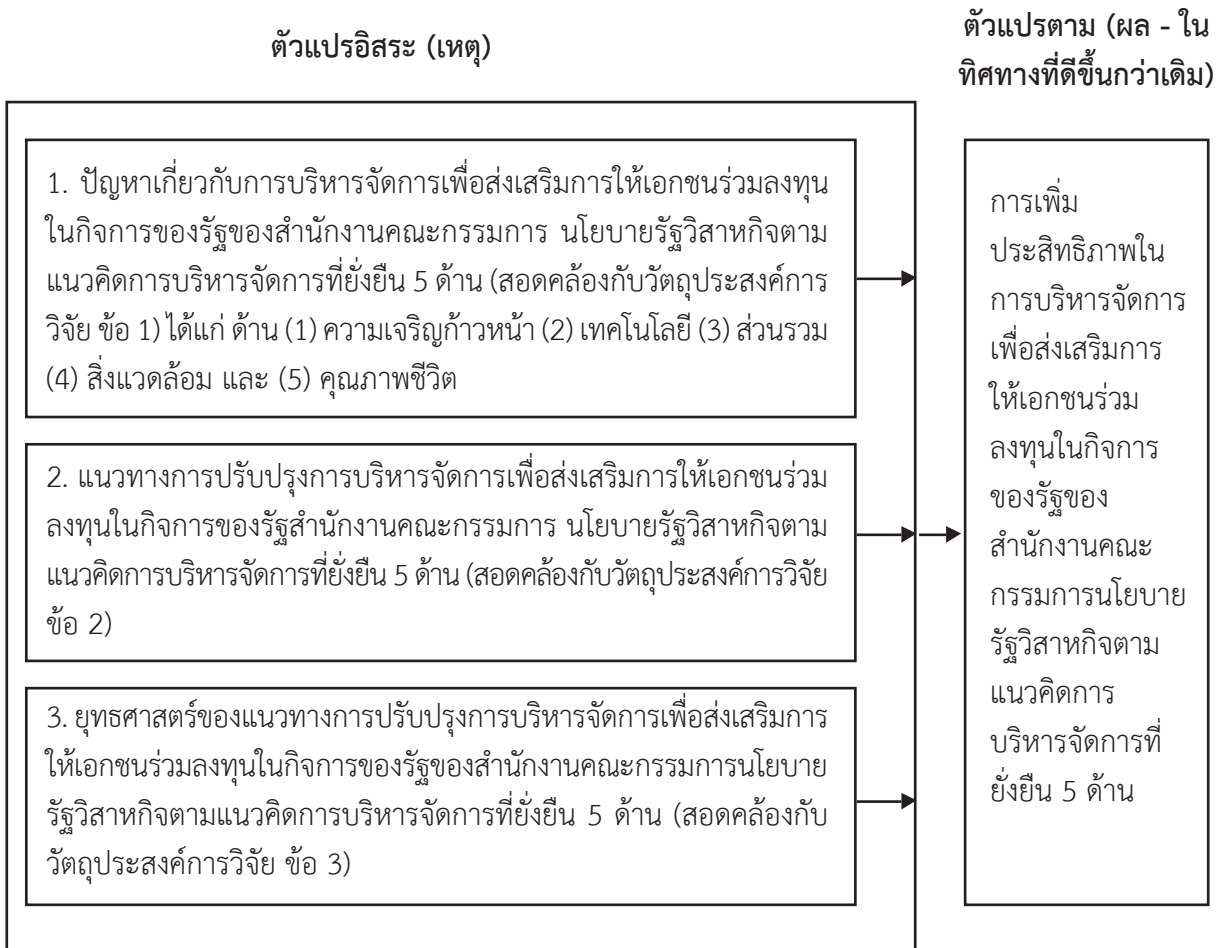 ตัวแปรอิสระ (เหตุ)
ตัวแปรตาม (ผล - ใน
ทิศทางที่ดีขึ้นกว่าเดิม)
1. ปัญหาเกี่ยวกับการบริหารจัดการเพื่อส่งเสริมการให้เอกชนร่วมลงทุน
ในกิจการของรัฐของสำนักงานคณะกรรมการ นโยบายรัฐวิสาหกิจตาม
แนวคิดการบริหารจัดการที่ยั่งยืน 5 ด้าน (สอดคล้องกับวัตถุประสงค์การ
วิจัย ข้อ 1) ได้แก่ ด้าน (1) ความเจริญก้าวหน้า (2) เทคโนโลยี (3) ส่วนรวม
(4) สิ่งแวดล้อม และ (5) คุณภาพชีวิต
2. แนวทางการปรับปรุงการบริหารจัดการเพื่อส่งเสริมการให้เอกชนร่วม
ลงทุนในกิจการของรัฐสำนักงานคณะกรรมการ นโยบายรัฐวิสาหกิจตาม
แนวคิดการบริหารจัดการที่ยั่งยืน 5 ด้าน (สอดคล้องกับวัตถุประสงค์การวิจัย
ข้อ 2)
3. ยุทธศาสตร์ของแนวทางการปรับปรุงการบริหารจัดการเพื่อส่งเสริมการ
ให้เอกชนร่วมลงทุนในกิจการของรัฐของสำนักงานคณะกรรมการนโยบาย
รัฐวิสาหกิจตามแนวคิดการบริหารจัดการที่ยั่งยืน 5 ด้าน (สอดคล้องกับ
วัตถุประสงค์การวิจัย ข้อ 3)
การเพิ่ม
ประสิทธิภาพใน
การบริหารจัดการ
เพื่อส่งเสริมการ
ให้เอกชนร่วม
ลงทุนในกิจการ
ของรัฐของ
สำนักงานคณะ
กรรมการนโยบาย
รัฐวิสาหกิจตาม
แนวคิดการ
บริหารจัดการที่
ยั่งยืน 5 ด้าน